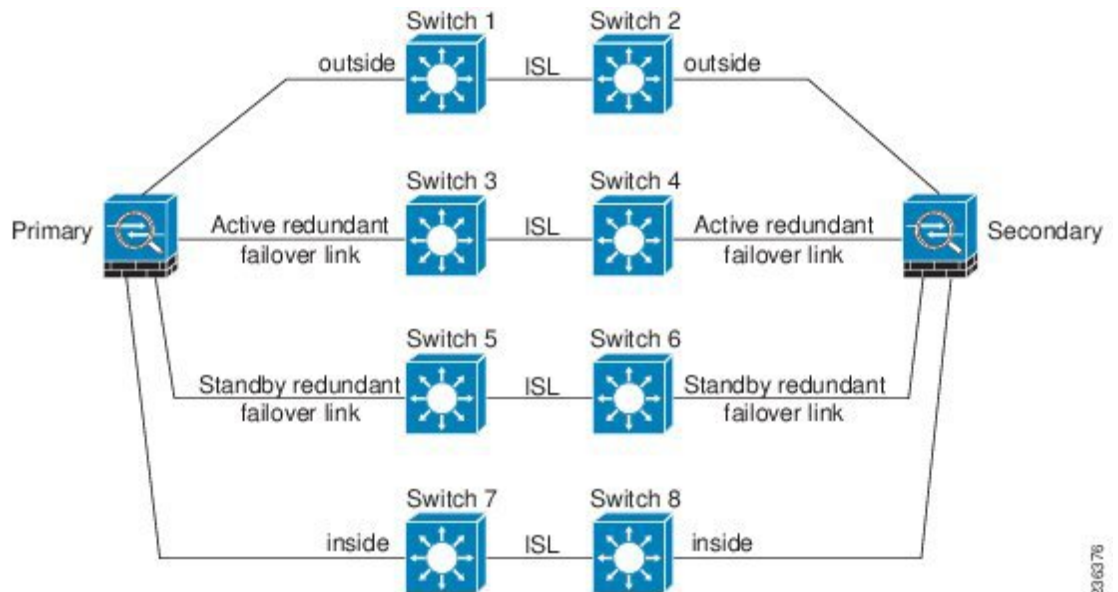 Switch 1
Switch 2
outside
ISL
outside
Switch 3
Switch 4
Primary
Active redundant
failover link
ISL
Active redundant
failover link
Secondary
Switch 5
Switch 6
Standby redundant
failover link
ISL
Standby redundant
failover link
Switch 7
Switch 8
inside
ISL
inside
236376